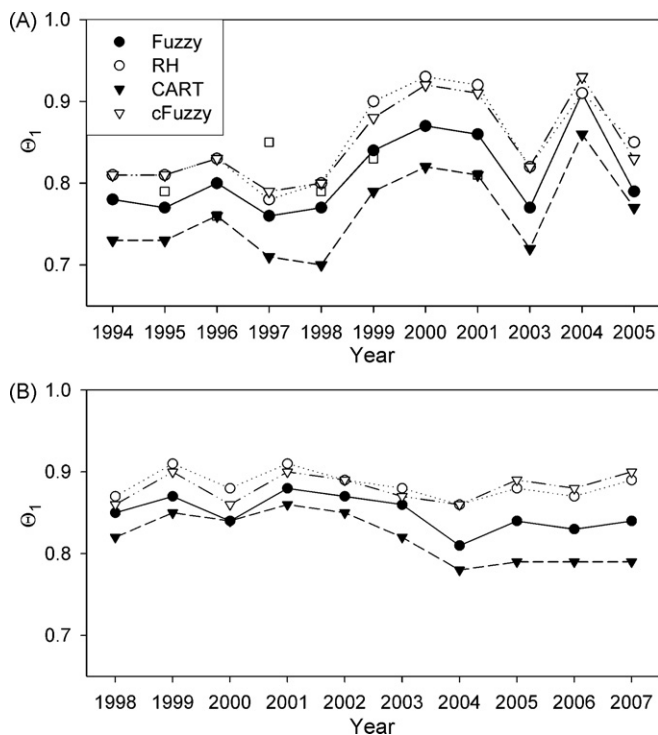 (A)
1.0
0.9
0.8
0.7
Θ1
Fuzzy
RH
CART
cFuzzy
1994 1995 1996 1997 1998 1999 2000 2001 2003 2004 2005
Year
(B)
1.0
0.9
0.8
0.7
Θ1
1998 1999 2000 2001 2002 2003 2004 2005 2006 2007
Year